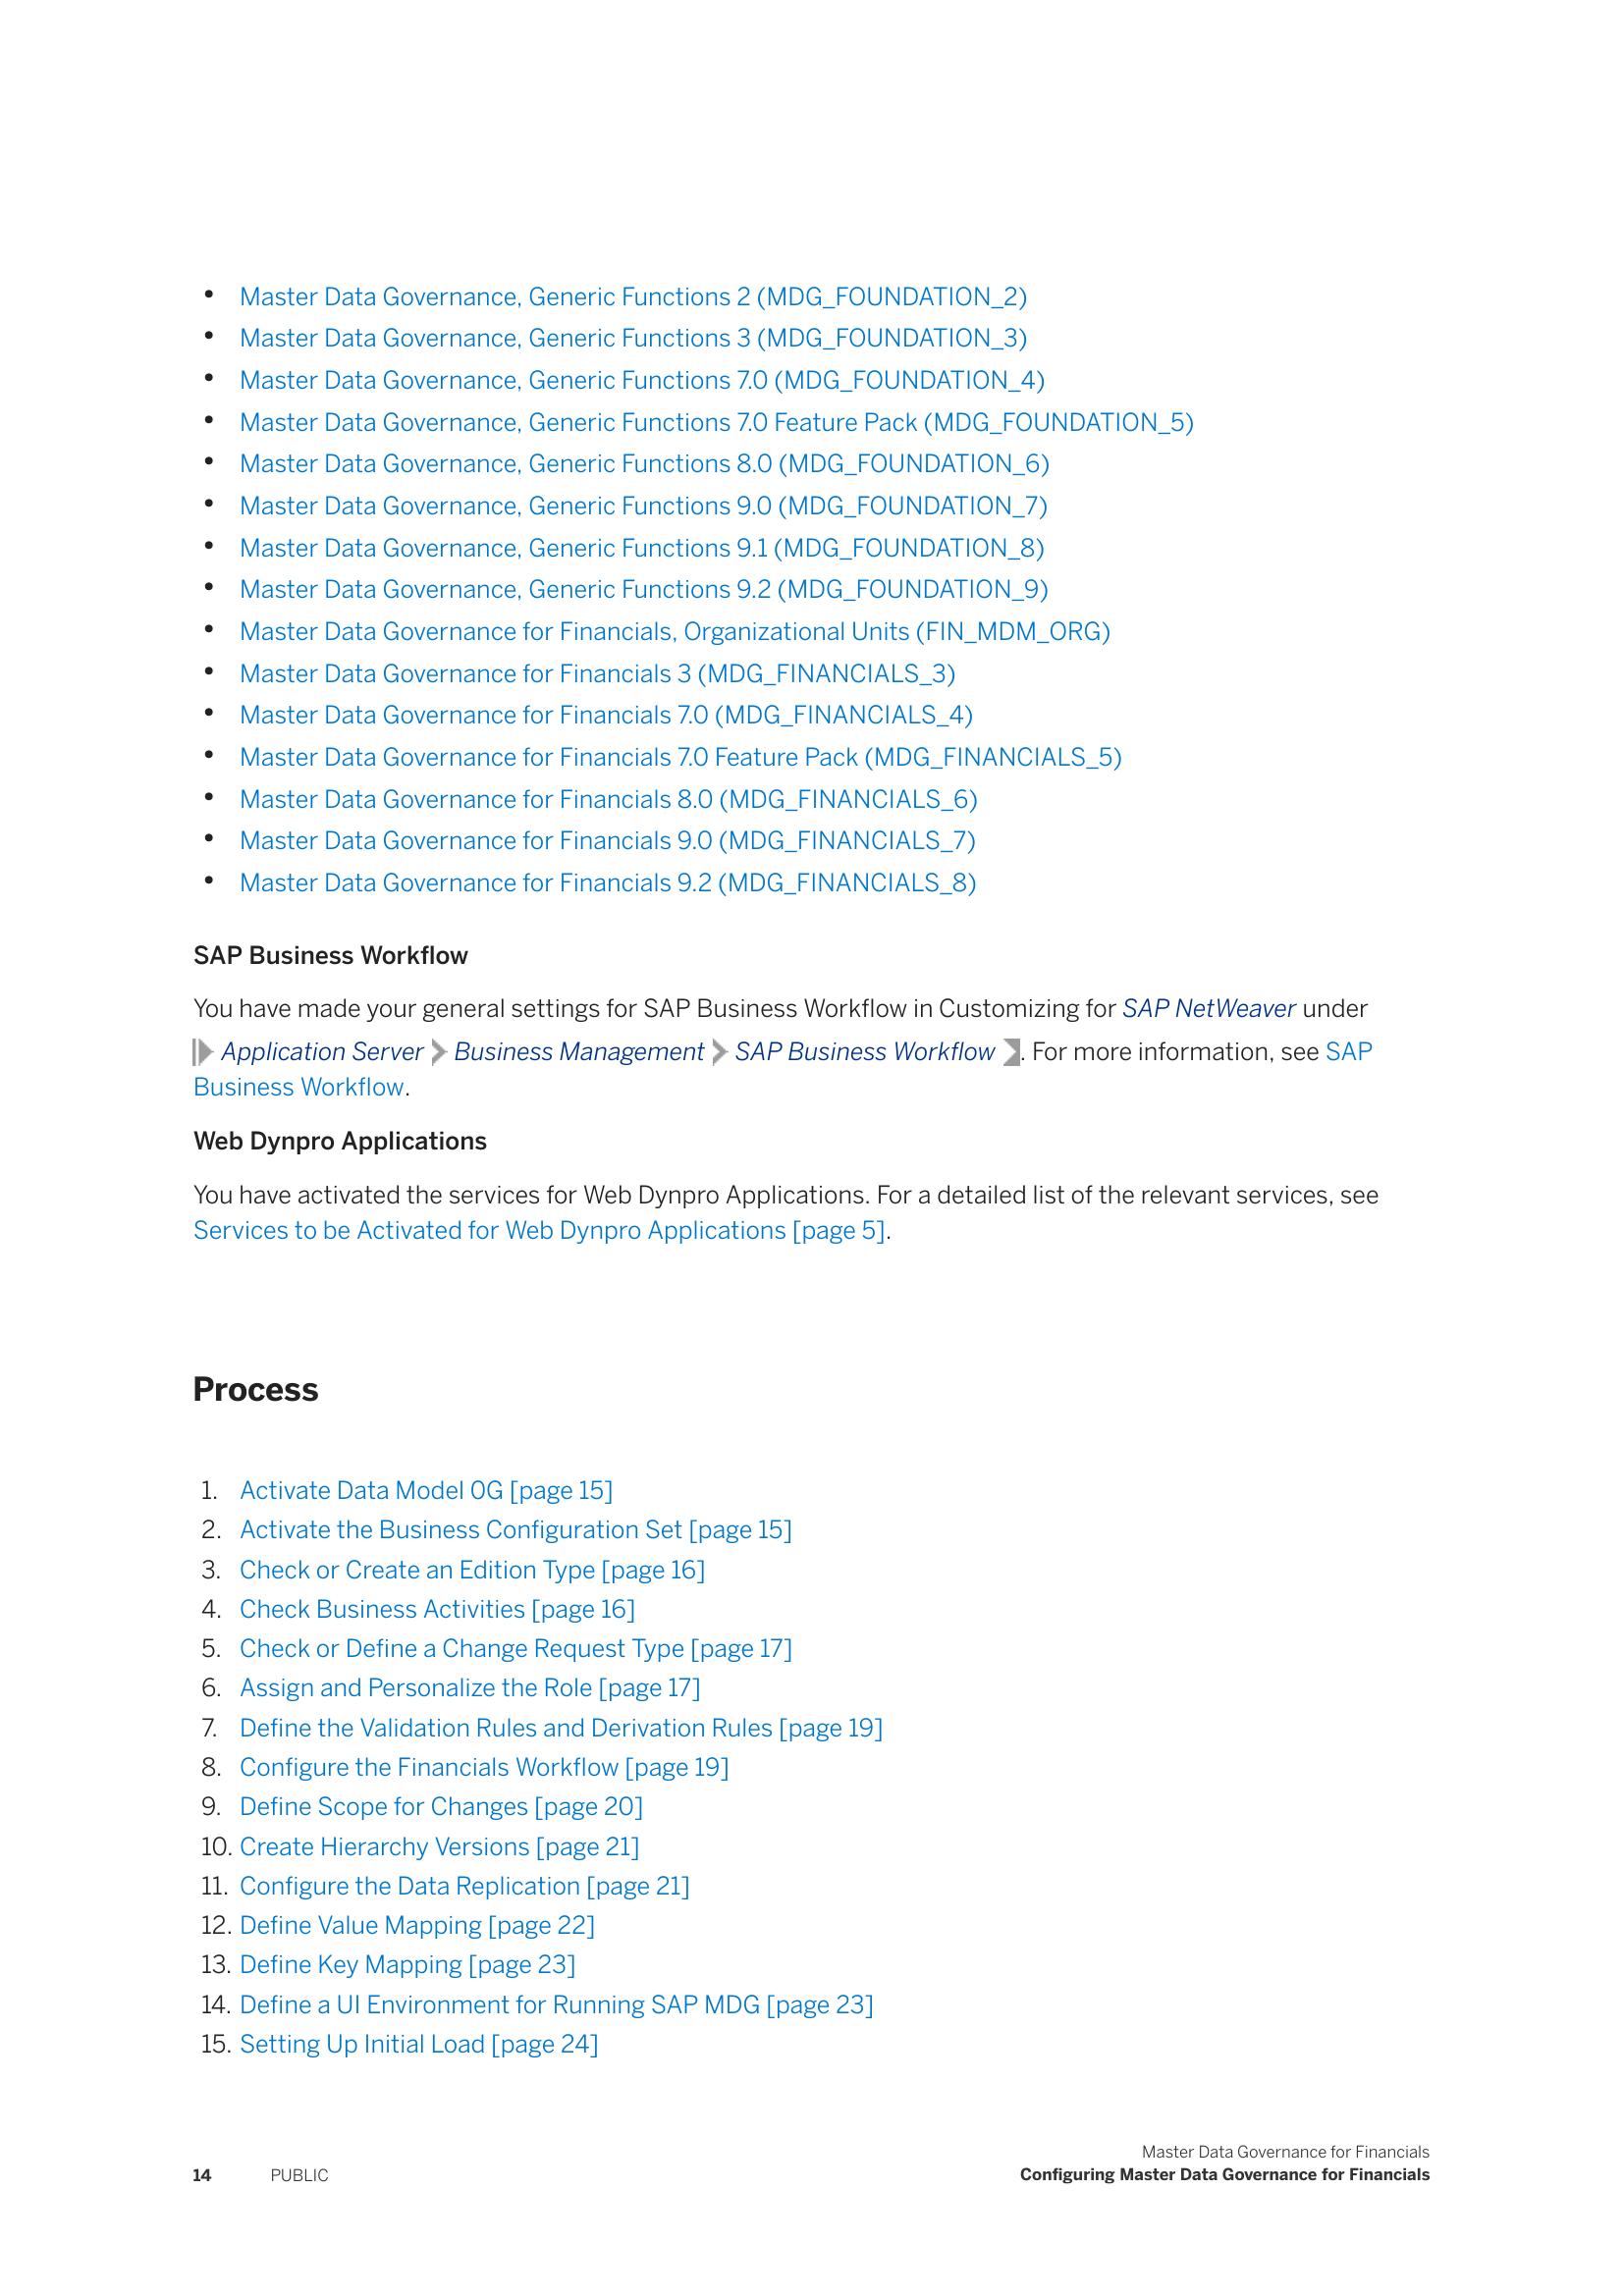 • Master Data Governance, Generic Functions 2 (MDG_FOUNDATION_2)
• Master Data Governance, Generic Functions 3 (MDG_FOUNDATION_3)
• Master Data Governance, Generic Functions 7.0 (MDG_FOUNDATION_4)
• Master Data Governance, Generic Functions 7.0 Feature Pack (MDG_FOUNDATION_5)
• Master Data Governance, Generic Functions 8.0 (MDG_FOUNDATION_6)
• Master Data Governance, Generic Functions 9.0 (MDG_FOUNDATION_7)
• Master Data Governance, Generic Functions 9.1 (MDG_FOUNDATION_8)
• Master Data Governance, Generic Functions 9.2 (MDG_FOUNDATION_9)
• Master Data Governance for Financials, Organizational Units (FIN_MDM_ORG)
• Master Data Governance for Financials 3 (MDG_FINANCIALS_3)
• Master Data Governance for Financials 7.0 (MDG_FINANCIALS_4)
• Master Data Governance for Financials 7.0 Feature Pack (MDG_FINANCIALS_5)
• Master Data Governance for Financials 8.0 (MDG_FINANCIALS_6)
• Master Data Governance for Financials 9.0 (MDG_FINANCIALS_7)
• Master Data Governance for Financials 9.2 (MDG_FINANCIALS_8)
SAP Business Workflow
You have made your general settings for SAP Business Workflow in Customizing for SAP NetWeaver under
Application Server Business Management SAP Business Workflow . For more information, see SAP
Business Workflow.
Web Dynpro Applications
You have activated the services for Web Dynpro Applications. For a detailed list of the relevant services, see
Services to be Activated for Web Dynpro Applications [page 5].
Process
1. Activate Data Model 0G [page 15]
2. Activate the Business Configuration Set [page 15]
3. Check or Create an Edition Type [page 16]
4. Check Business Activities [page 16]
5. Check or Define a Change Request Type [page 17]
6. Assign and Personalize the Role [page 17]
7. Define the Validation Rules and Derivation Rules [page 19]
8. Configure the Financials Workflow [page 19]
9. Define Scope for Changes [page 20]
10. Create Hierarchy Versions [page 21]
11. Configure the Data Replication [page 21]
12. Define Value Mapping [page 22]
13. Define Key Mapping [page 23]
14. Define a UI Environment for Running SAP MDG [page 23]
15. Setting Up Initial Load [page 24]
Master Data Governance for Financials
14 PUBLIC Configuring Master Data Governance for Financials